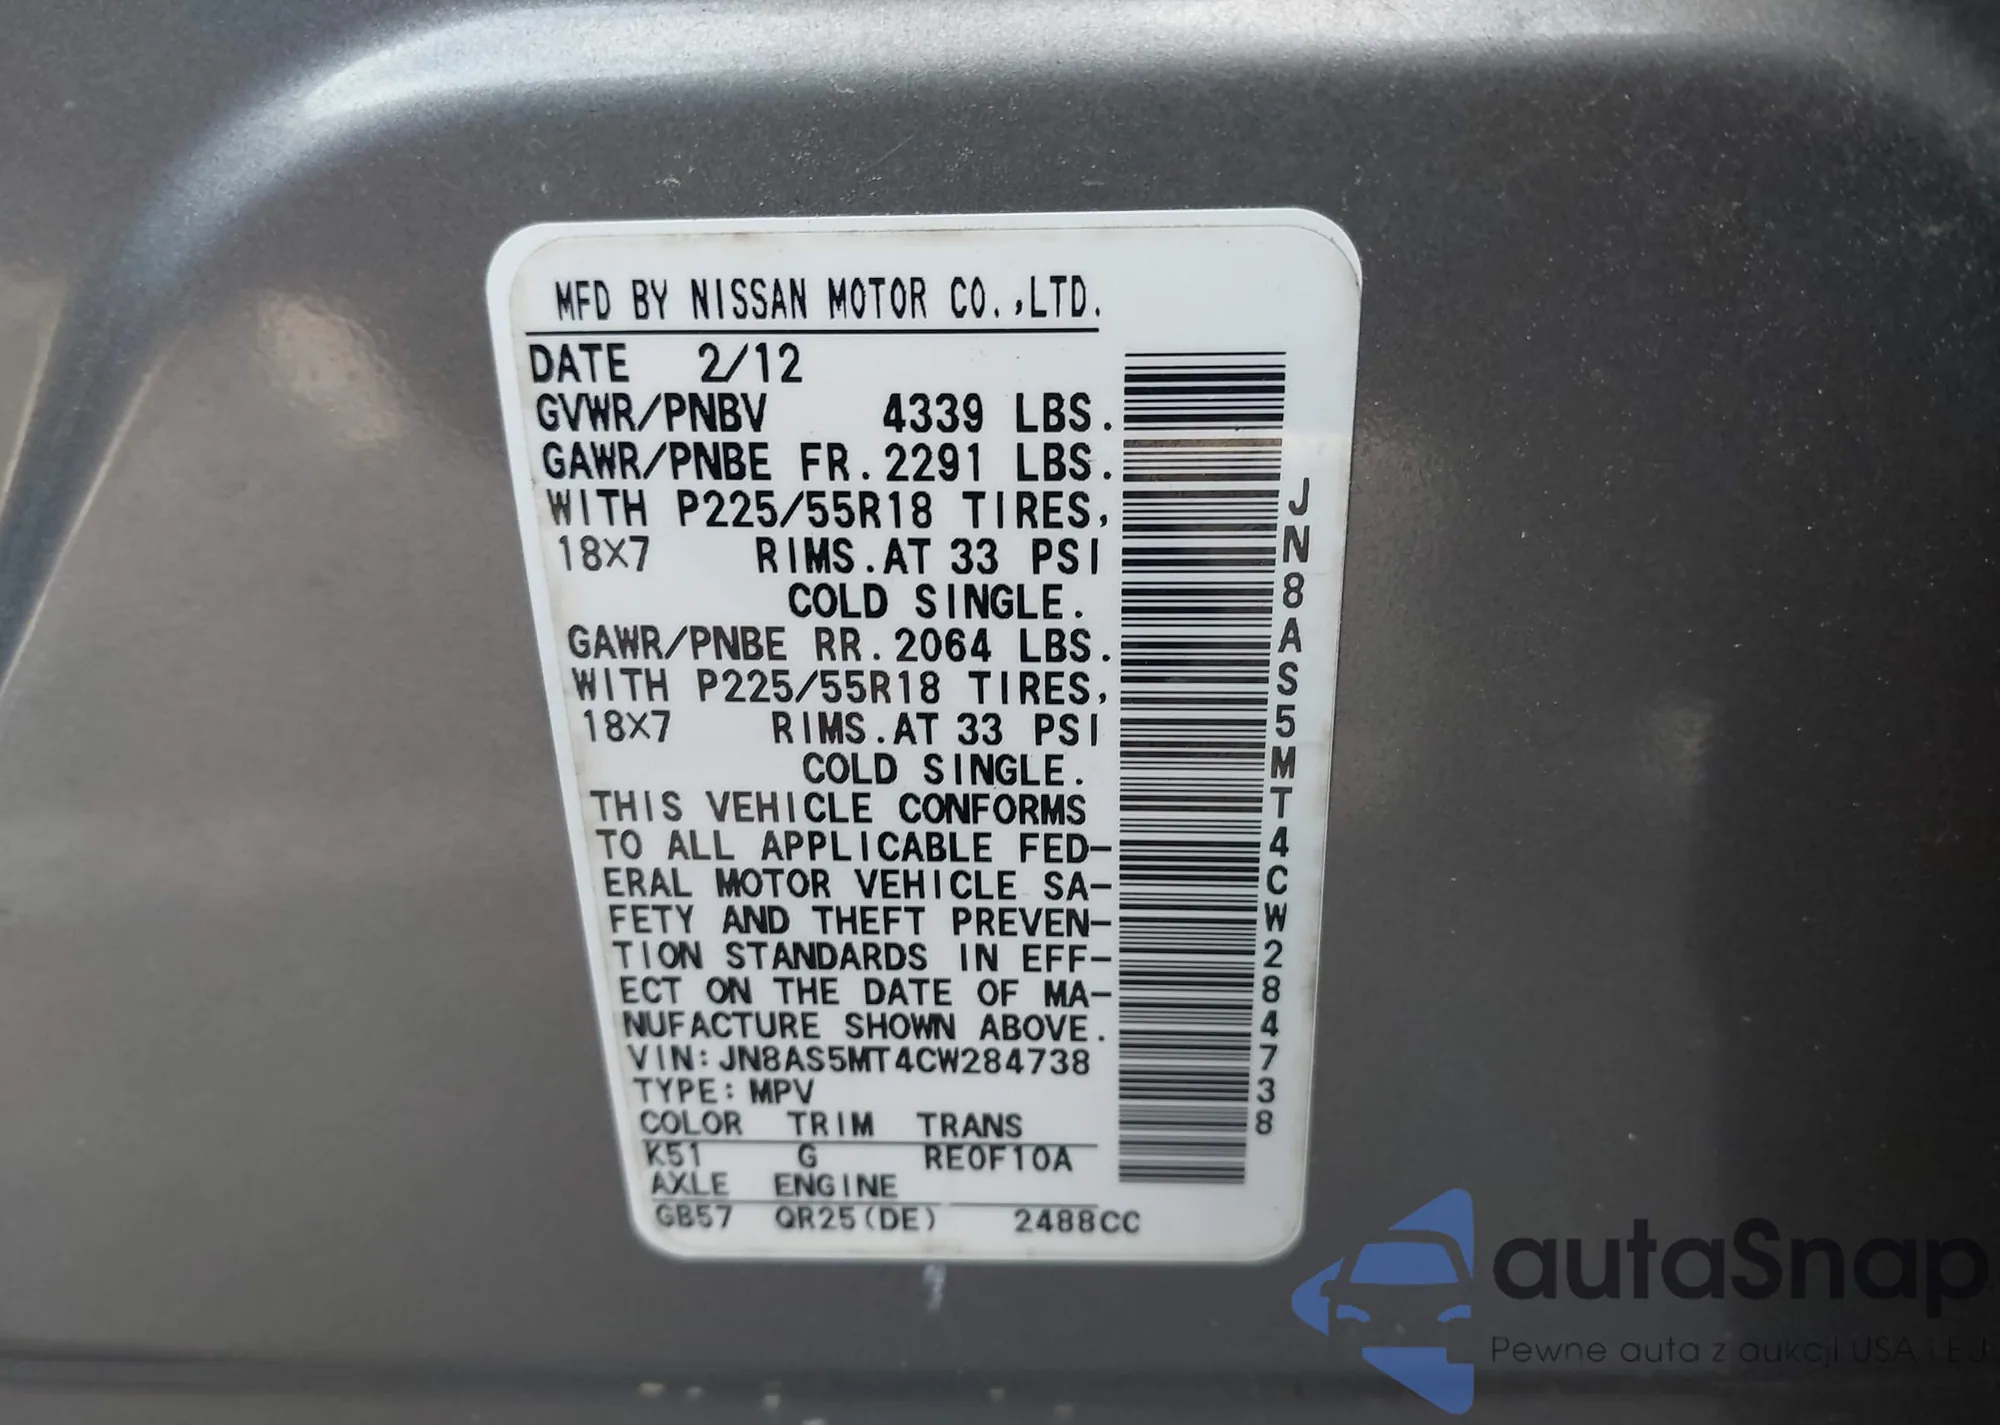 MFD BY NISSAN MOTOR CO.,LTD.
DATE 2/12
GVWR/PNBV 4339 LBS.
GAWR/PNBE FR.2291 LBS.
WITH P225/55R18 TIRES,
18X7 RIMS.AT 33 PSI
COLD SINGLE.
GAWR/PNBE RR.2064 LBS.
WITH P225/55R18 TIRES,
18X7 RIMS.AT 33 PSI
COLD SINGLE.
THIS VEHICLE CONFORMS
TO ALL APPLICABLE FED-
ERAL MOTOR VEHICLE SA-
FETY AND THEFT PREVEN-
TION STANDARDS IN EFF-
ECT ON THE DATE OF MA-
NUFACTURE SHOWN ABOVE.
VIN:JN8AS5MT4CW284738
TYPE:MPV
COLOR TRIM TRANS
K51 G RE0F10A
AXLE ENGINE
GB57 QR25(DE) 2488CC
JN8AS5MT4CW284738
autaSnap
Pewne auta z aukcji USA i EU